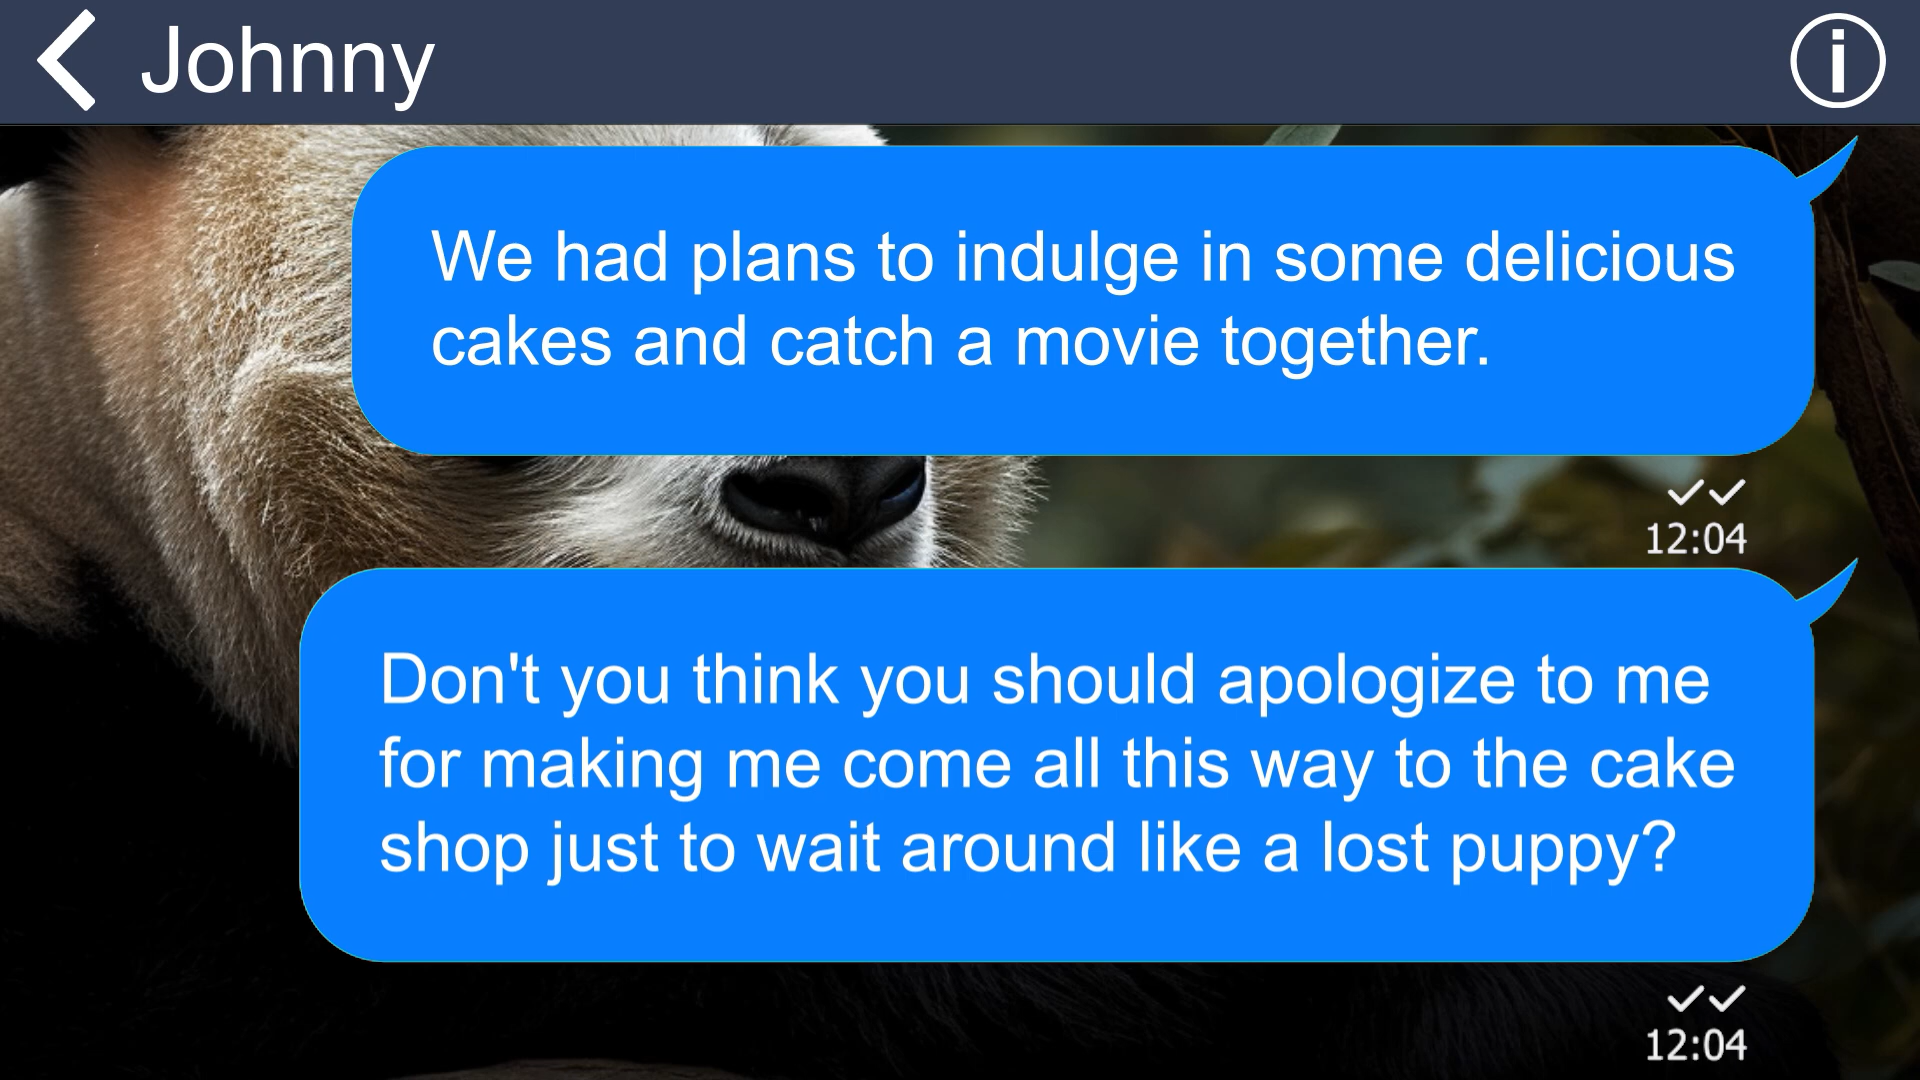 Johnny
We had plans to indulge in some delicious
cakes and catch a movie together.
12:04
Don't you think you should apologize to me
for making me come all this way to the cake
shop just to wait around like a lost puppy?
12:04